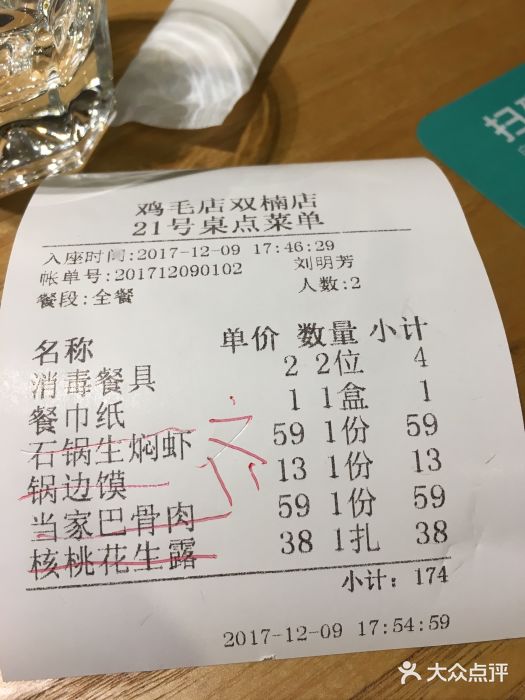 扫
鸡毛店双楠店
21号桌点菜单
入座时间:2017-12-09 17:46:29
帐单号:201712090102 刘明芳
餐段:全餐 人数:2
名称 单价 数量 小计
消毒餐具 2 2位 4
餐巾纸 1 1盒 1
石锅生焖虾 59 1份 59
锅边馍 13 1份 13
当家巴骨肉 59 1份 59
核桃花生露 38 1扎 38
小计: 174
2017-12-09 17:54:59
大众点评